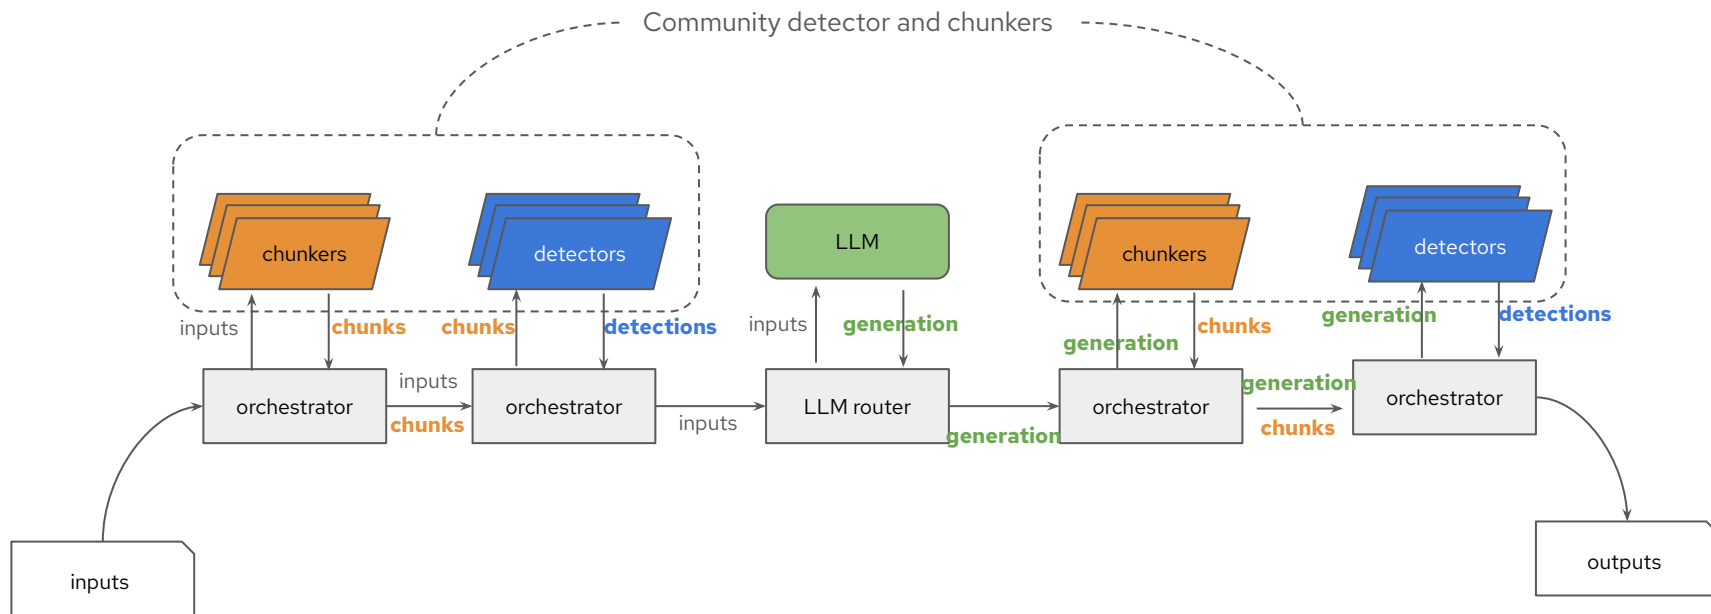 Community detector and chunkers
chunkers
detectors
LLM
chunkers
detectors
inputs
chunks
chunks
detections
inputs
generation
generation
chunks
generation
detections
orchestrator
inputs
chunks
orchestrator
inputs
LLM router
generation
orchestrator
generation
chunks
orchestrator
inputs
outputs